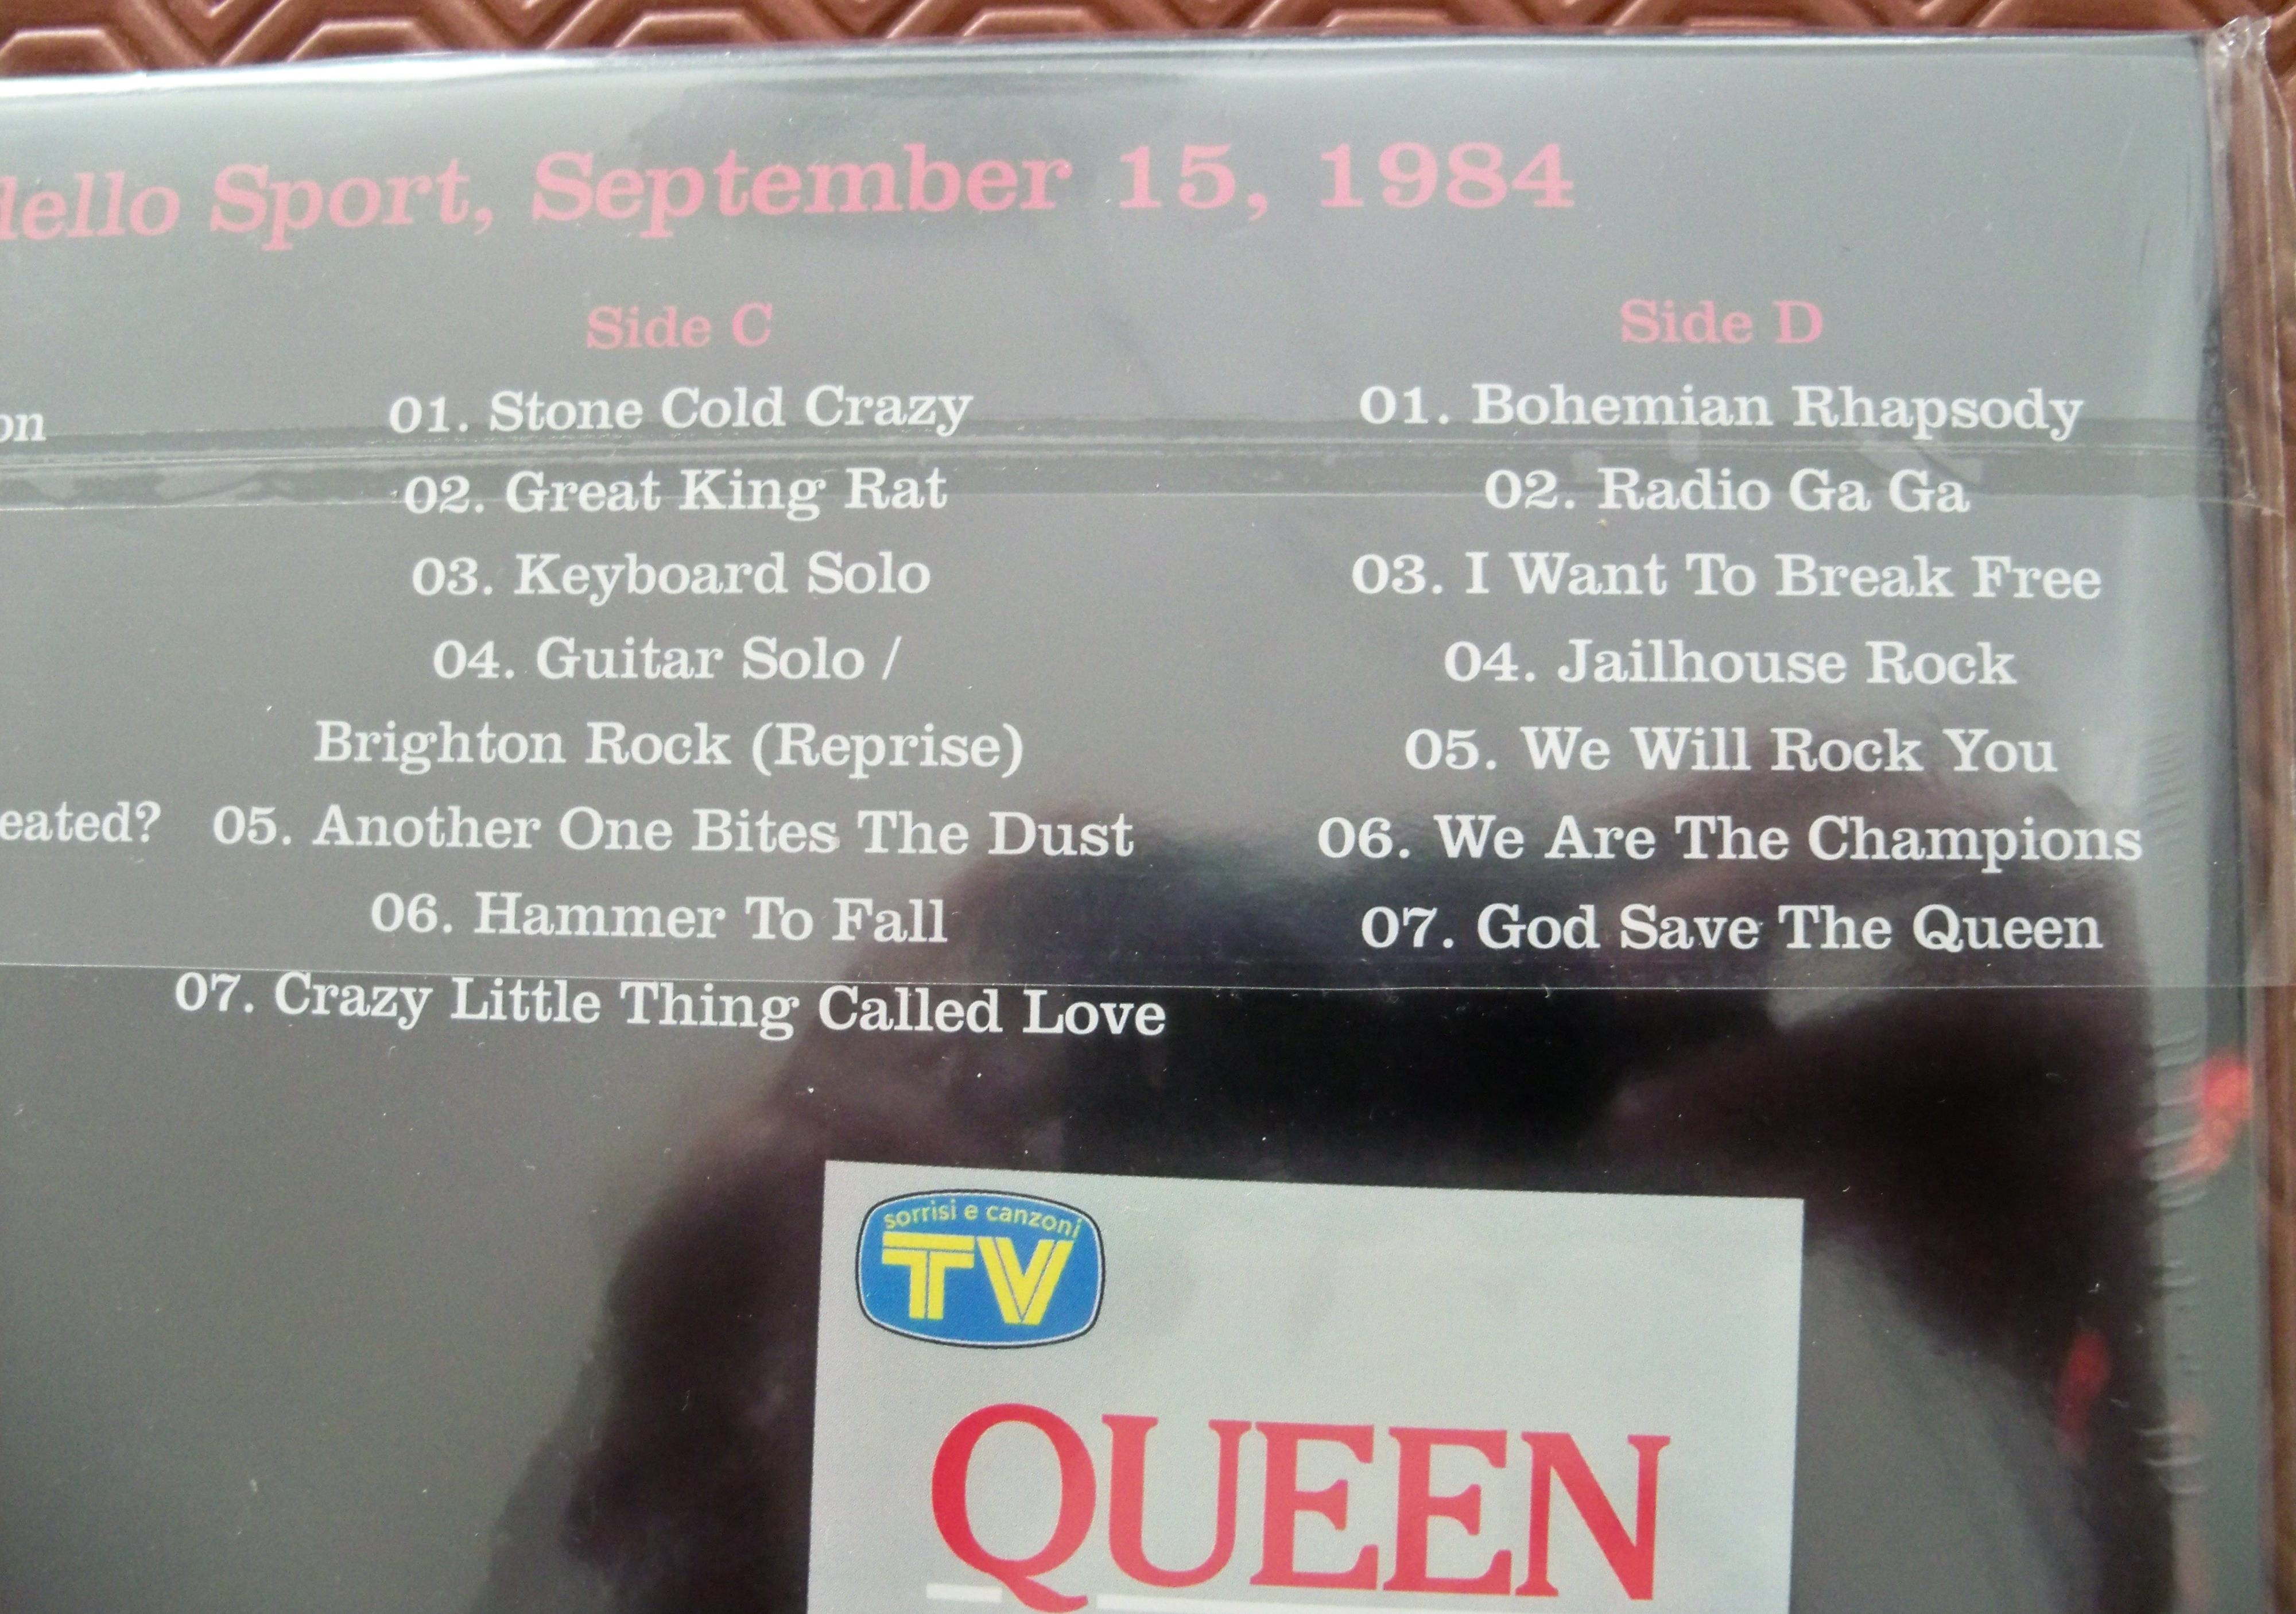 dello Sport, September 15, 1984
Side C
01. Stone Cold Crazy
02. Great King Rat
03. Keyboard Solo
04. Guitar Solo /
Brighton Rock (Reprise)
05. Another One Bites The Dust
06. Hammer To Fall
07. Crazy Little Thing Called Love
Side D
01. Bohemian Rhapsody
02. Radio Ga Ga
03. I Want To Break Free
04. Jailhouse Rock
05. We Will Rock You
06. We Are The Champions
07. God Save The Queen
on
eated?
sorrisi e canzoni
TV
QUEEN